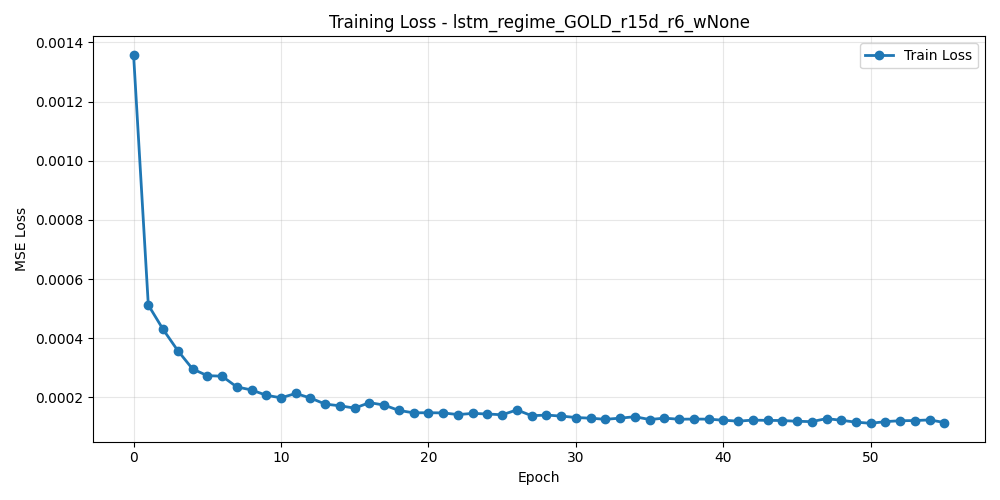 Training Loss - lstm_regime_GOLD_r15d_r6_wNone
Train Loss
MSE Loss
0.0014
0.0012
0.0010
0.0008
0.0006
0.0004
0.0002
0 10 20 30 40 50
Epoch